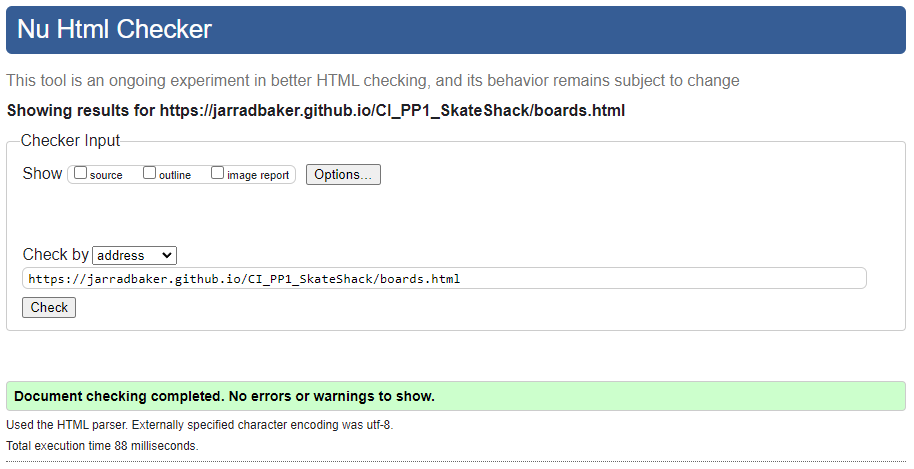 Nu Html Checker
This tool is an ongoing experiment in better HTML checking, and its behavior remains subject to change
Showing results for https://jarradbaker.github.io/CI_PP1_SkateShack/boards.html
Checker Input
Show source outline image report Options...
Check by address
https://jarradbaker.github.io/CI_PP1_SkateShack/boards.html
Check
Document checking completed. No errors or warnings to show.
Used the HTML parser. Externally specified character encoding was utf-8.
Total execution time 88 milliseconds.